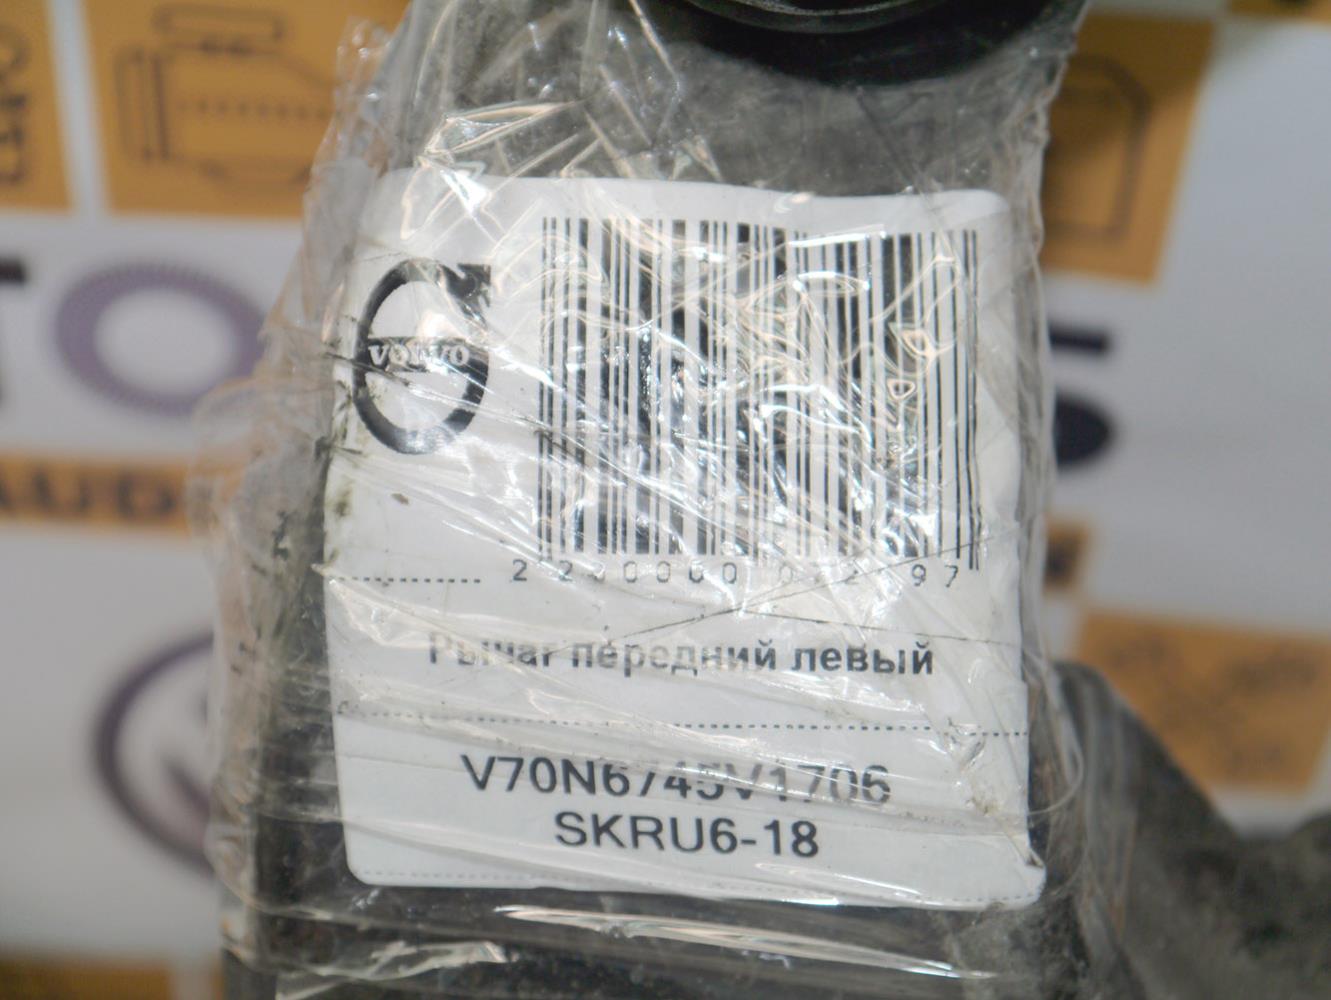 VOLVO
Рычаг передний левый
V70N6745V1706
SKRU6-18